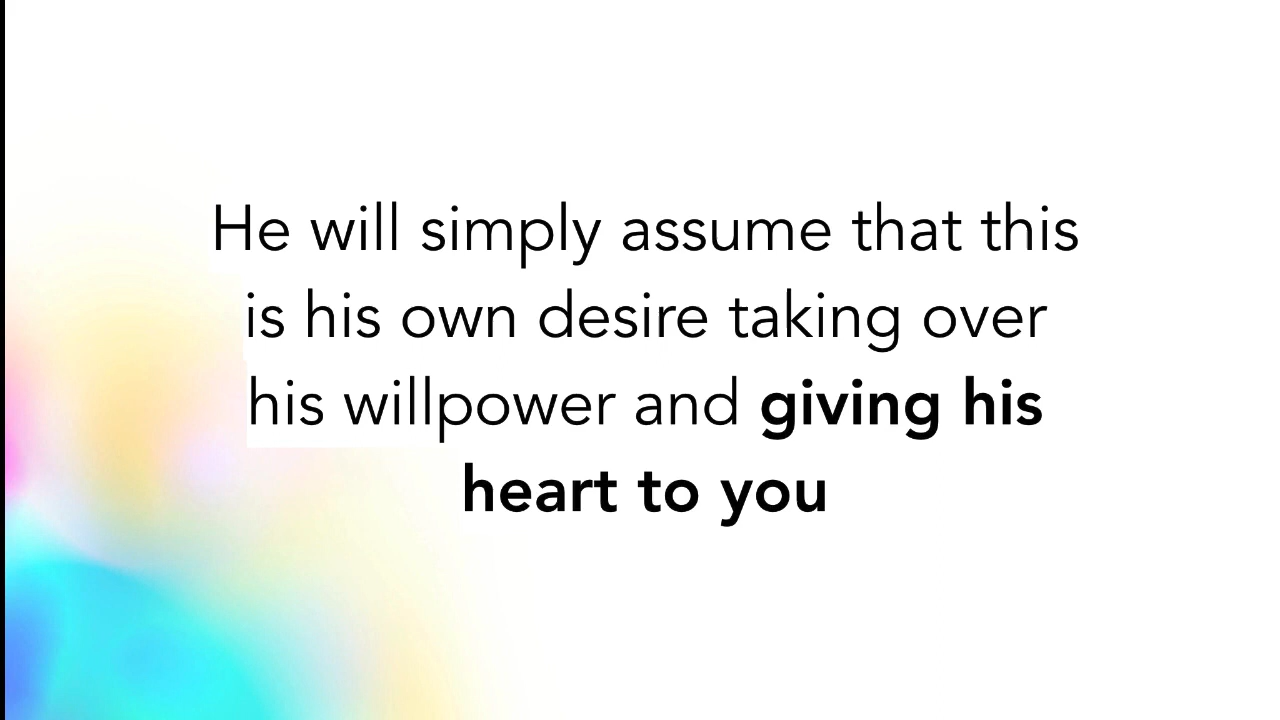 He will simply assume that this
is his own desire taking over
his willpower and giving his
heart to you